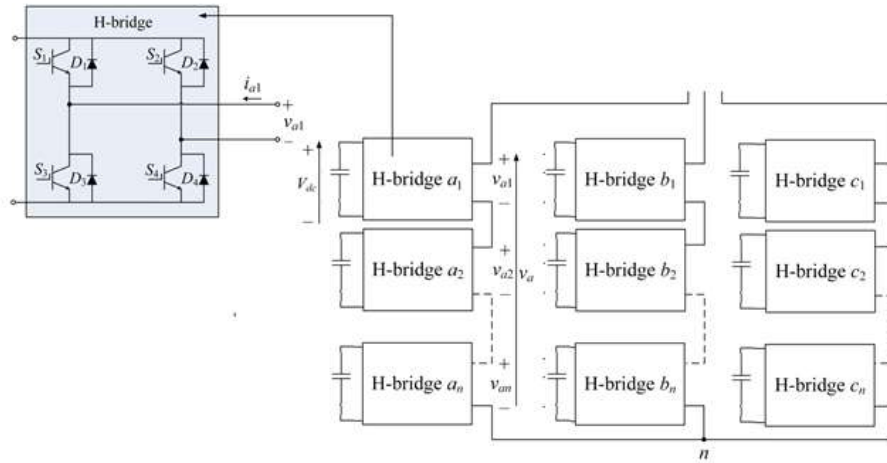 H-bridge
S1 D1 S2 D2
ia1
+
va1
−
S3 D3 S4 D4
+
Vdc
−
H-bridge a1
+
va1
−
H-bridge b1
H-bridge c1
H-bridge a2
+
va2 va
−
H-bridge b2
H-bridge c2
H-bridge an
+
van
−
H-bridge bn
H-bridge cn
n